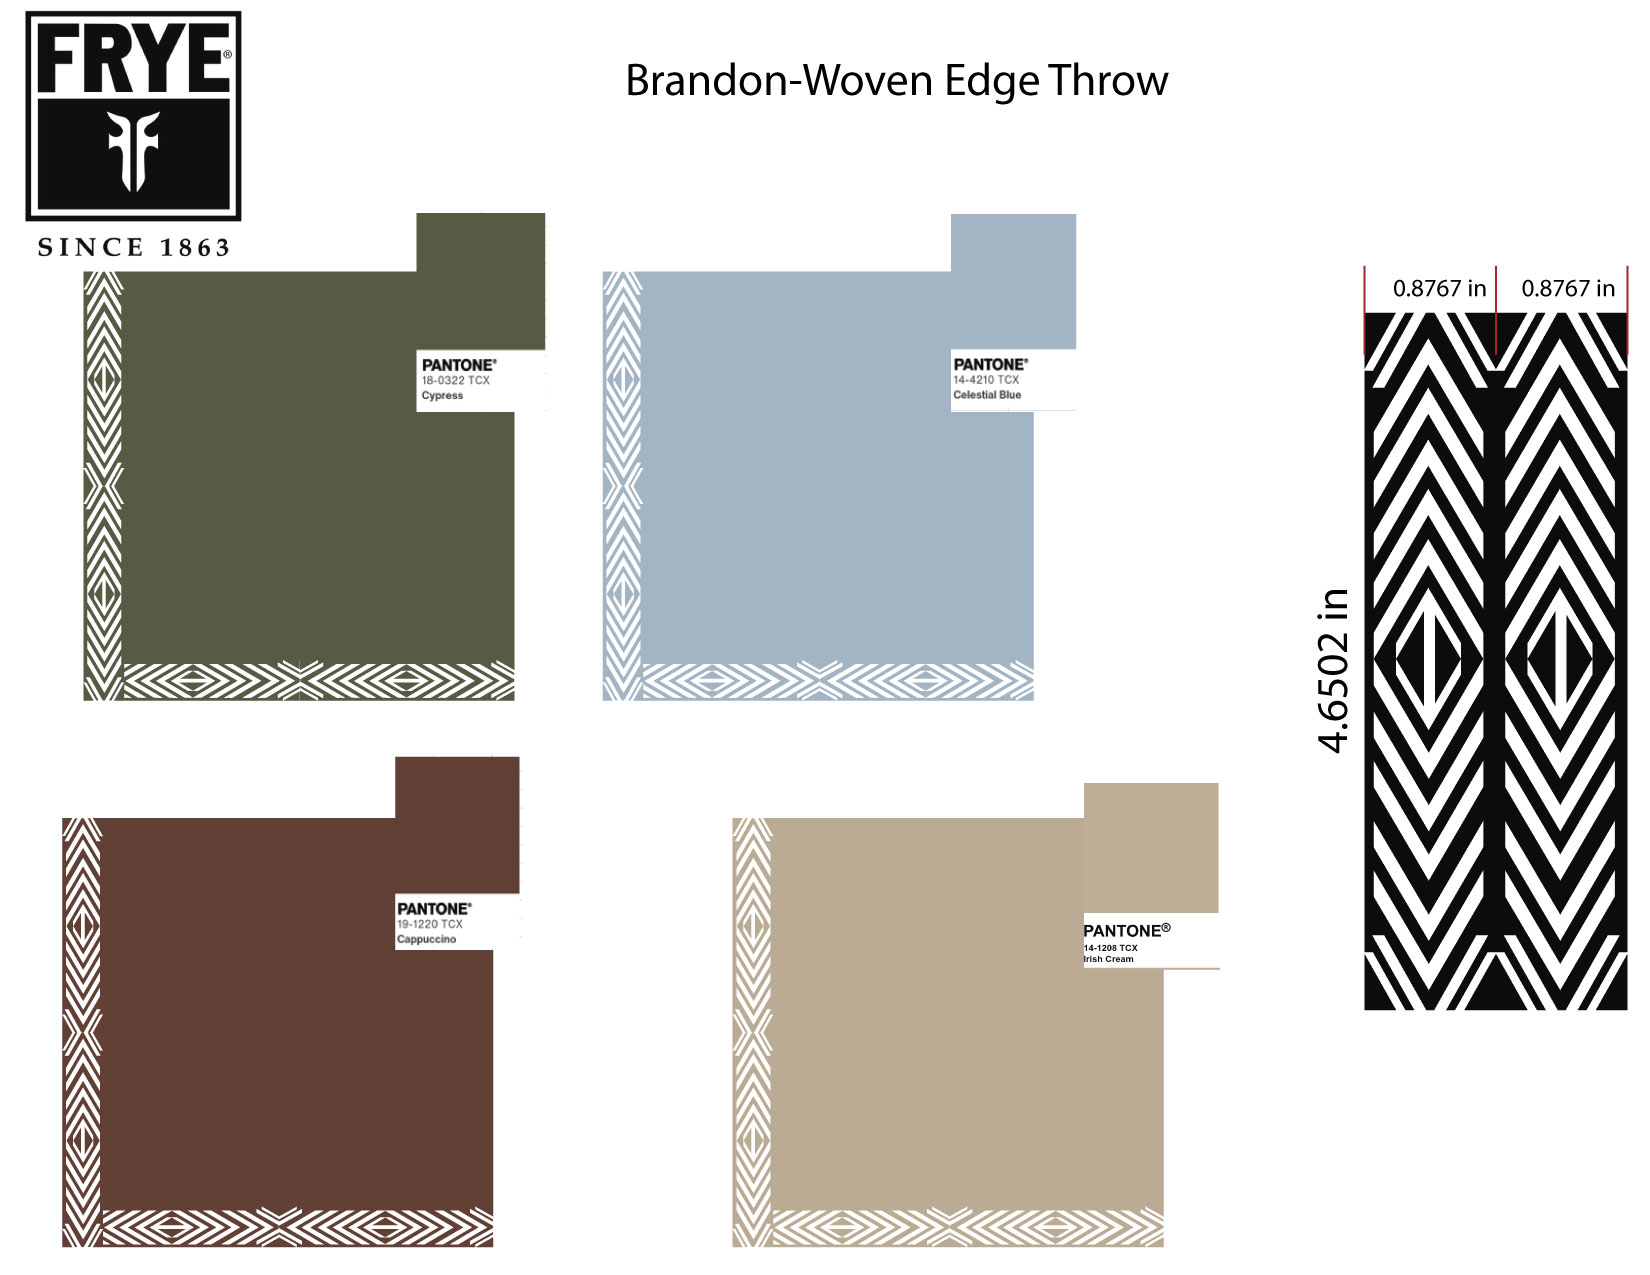 FRYE®
SINCE 1863
Brandon-Woven Edge Throw
PANTONE®
18-0322 TCX
Cypress
PANTONE®
14-4210 TCX
Celestial Blue
0.8767 in 0.8767 in
4.6502 in
PANTONE®
19-1220 TCX
Cappuccino
PANTONE®
14-1208 TCX
Irish Cream